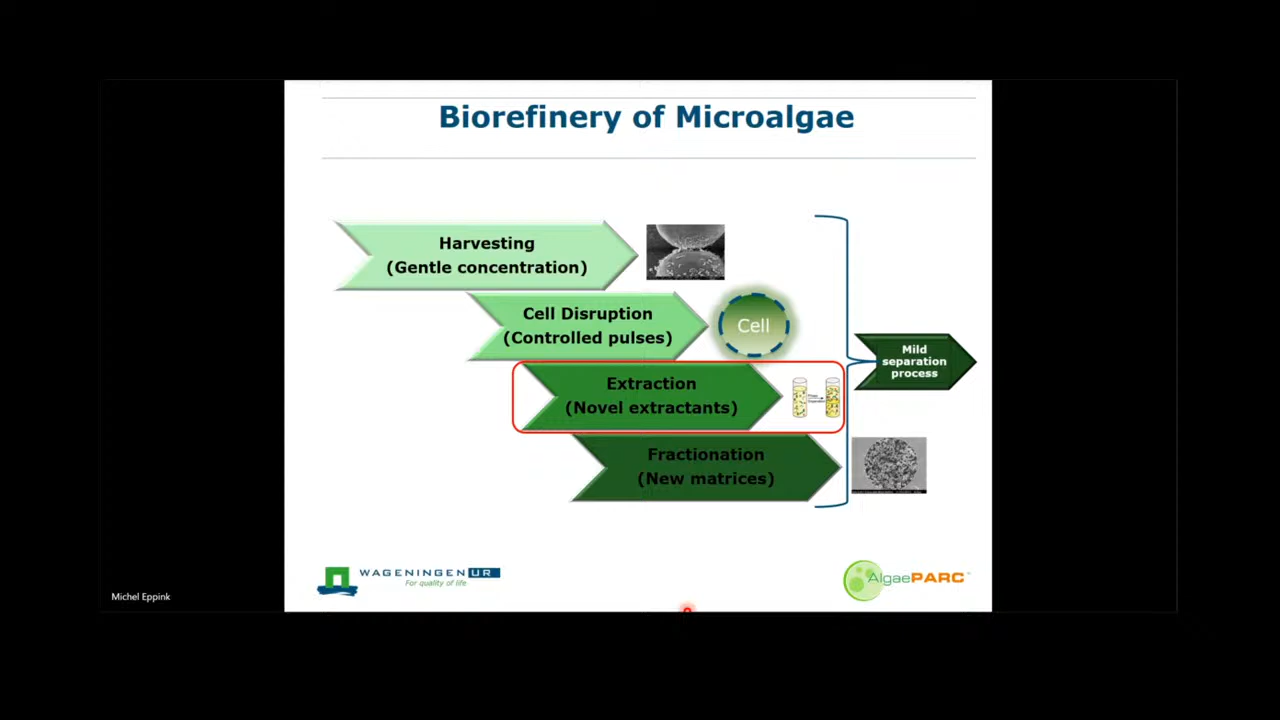 Biorefinery of Microalgae
Harvesting
(Gentle concentration)
Cell Disruption
(Controlled pulses)
Cell
Extraction
(Novel extractants)
Mild
separation
process
Fractionation
(New matrices)
WAGENINGEN UR
For quality of life
AlgaePARC
Michel Eppink